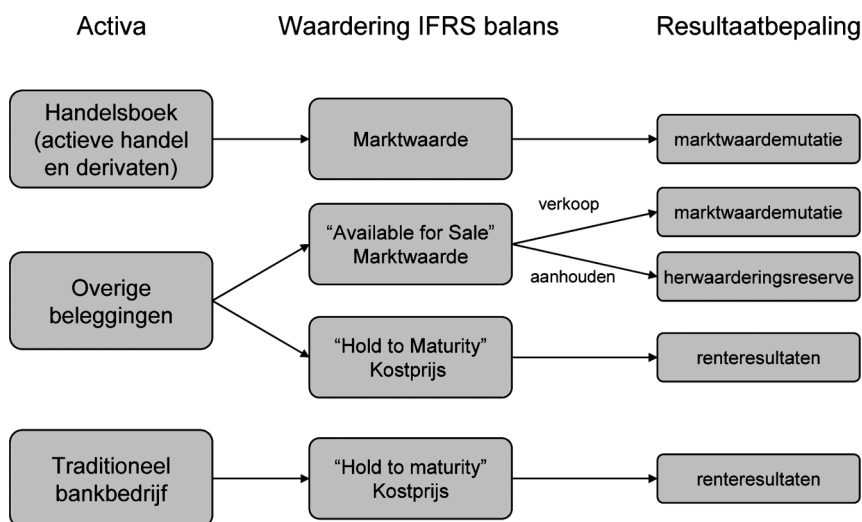 Activa
Waardering IFRS balans
Resultaatbepaling
Handelsboek
(actieve handel
en derivaten)
Marktwaarde
marktwaardemutatie
Overige
beleggingen
“Available for Sale”
Marktwaarde
verkoop
marktwaardemutatie
aanhouden
herwaarderingsreserve
“Hold to Maturity”
Kostprijs
renteresultaten
Traditioneel
bankbedrijf
“Hold to maturity”
Kostprijs
renteresultaten